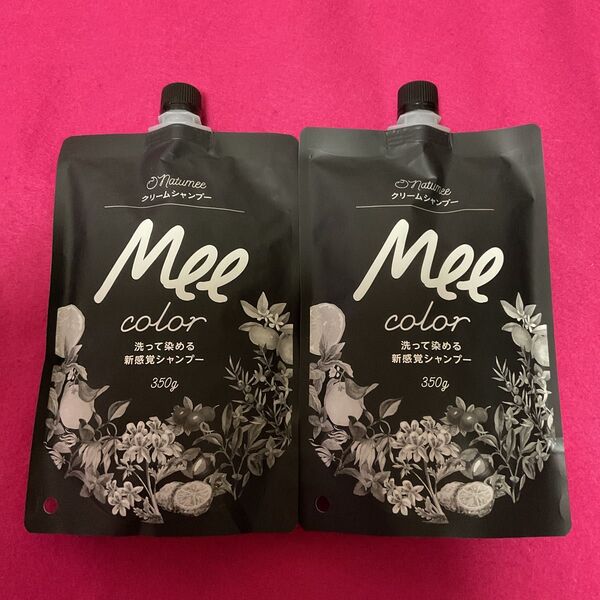 Natumee
クリームシャンプー
Mee
color
洗って染める
新感覚シャンプー
350g
Natumee
クリームシャンプー
Mee
color
洗って染める
新感覚シャンプー
350g